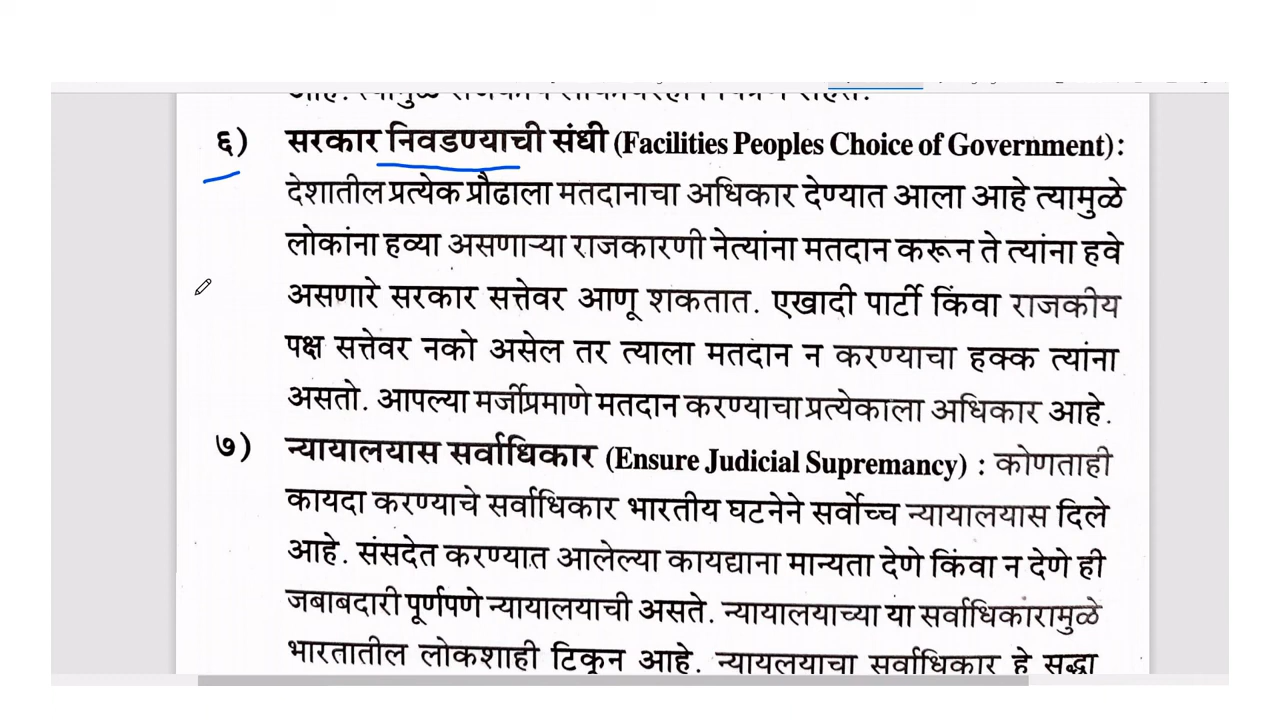 ६) सरकार निवडण्याची संधी (Facilities Peoples Choice of Government) :
देशातील प्रत्येक प्रौढाला मतदानाचा अधिकार देण्यात आला आहे त्यामुळे
लोकांना हव्या असणाऱ्या राजकारणी नेत्यांना मतदान करून ते त्यांना हवे
असणारे सरकार सत्तेवर आणू शकतात. एखादी पार्टी किंवा राजकीय
पक्ष सत्तेवर नको असेल तर त्याला मतदान न करण्याचा हक्क त्यांना
असतो. आपल्या मर्जीप्रमाणे मतदान करण्याचा प्रत्येकाला अधिकार आहे.
७) न्यायालयास सर्वाधिकार (Ensure Judicial Supremancy) : कोणताही
कायदा करण्याचे सर्वाधिकार भारतीय घटनेने सर्वोच्च न्यायालयास दिले
आहे. संसदेत करण्यात आलेल्या कायद्याना मान्यता देणे किंवा न देणे ही
जबाबदारी पूर्णपणे न्यायालयाची असते. न्यायालयाच्या या सर्वाधिकारामुळे
भारतातील लोकशाही टिकून आहे. न्यायलयाचा सर्वाधिकार हे सद्धा